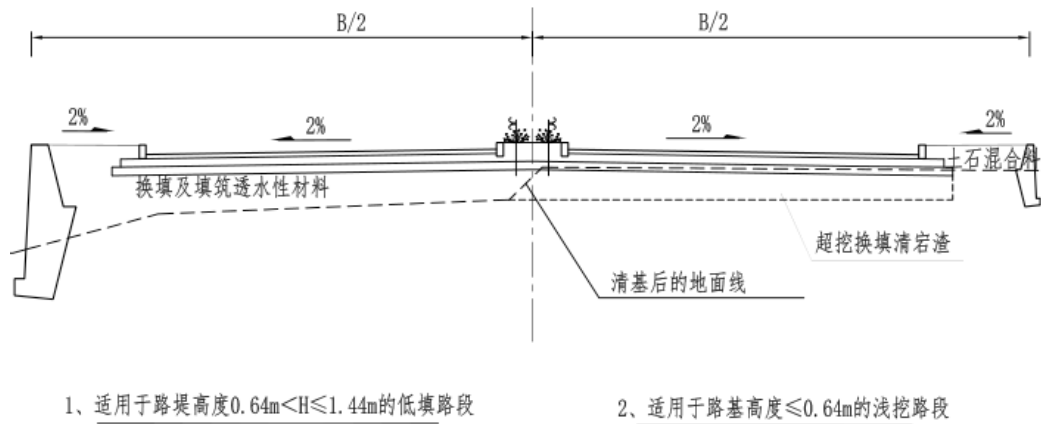 B/2
B/2
2%
2%
2%
2%
土石混合料
换填及填筑透水性材料
超挖换填清宕渣
清基后的地面线
1、适用于路堤高度0.64m<H≤1.44m的低填路段
2、适用于路基高度≤0.64m的浅挖路段